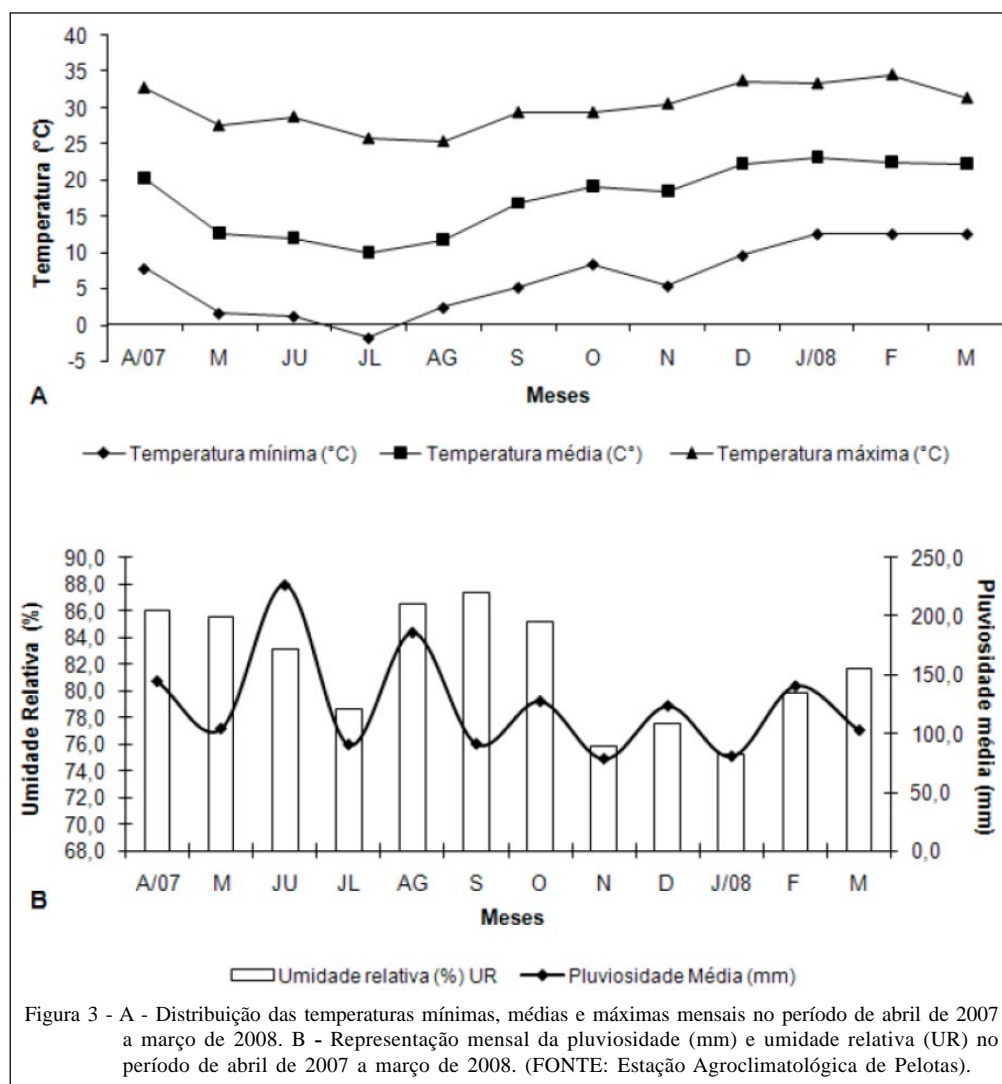 40
35
30
25
20
15
10
5
0
-5
Temperatura (°C)
A/07 M JU JL AG S O N D J/08 F M
A
Meses
Temperatura mínima (°C) Temperatura média (C°) Temperatura máxima (°C)
90,0
88,0
86,0
84,0
82,0
80,0
78,0
76,0
74,0
72,0
70,0
68,0
Umidade Relativa (%)
250,0
200,0
150,0
100,0
50,0
0,0
Pluviosidade média (mm)
A/07 M JU JL AG S O N D J/08 F M
B
Meses
Umidade relativa (%) UR Pluviosidade Média (mm)
Figura 3 - A - Distribuição das temperaturas mínimas, médias e máximas mensais no período de abril de 2007
a março de 2008. B - Representação mensal da pluviosidade (mm) e umidade relativa (UR) no
período de abril de 2007 a março de 2008. (FONTE: Estação Agroclimatológica de Pelotas).